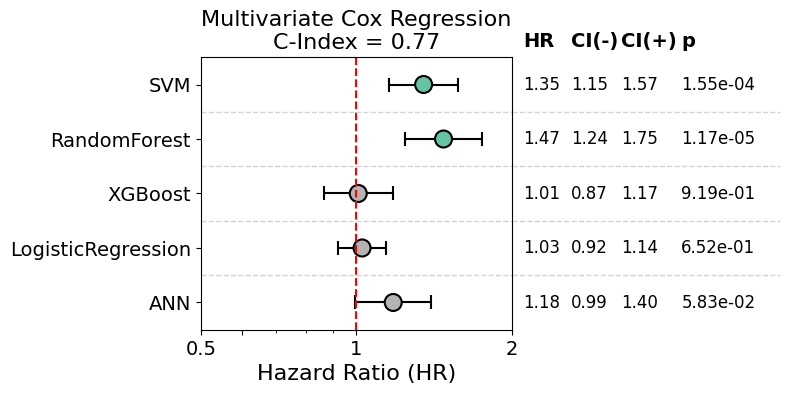 Multivariate Cox Regression
C-Index = 0.77
HR CI(-) CI(+) p
SVM 1.35 1.15 1.57 1.55e-04
RandomForest 1.47 1.24 1.75 1.17e-05
XGBoost 1.01 0.87 1.17 9.19e-01
LogisticRegression 1.03 0.92 1.14 6.52e-01
ANN 1.18 0.99 1.40 5.83e-02
0.5 1 2
Hazard Ratio (HR)